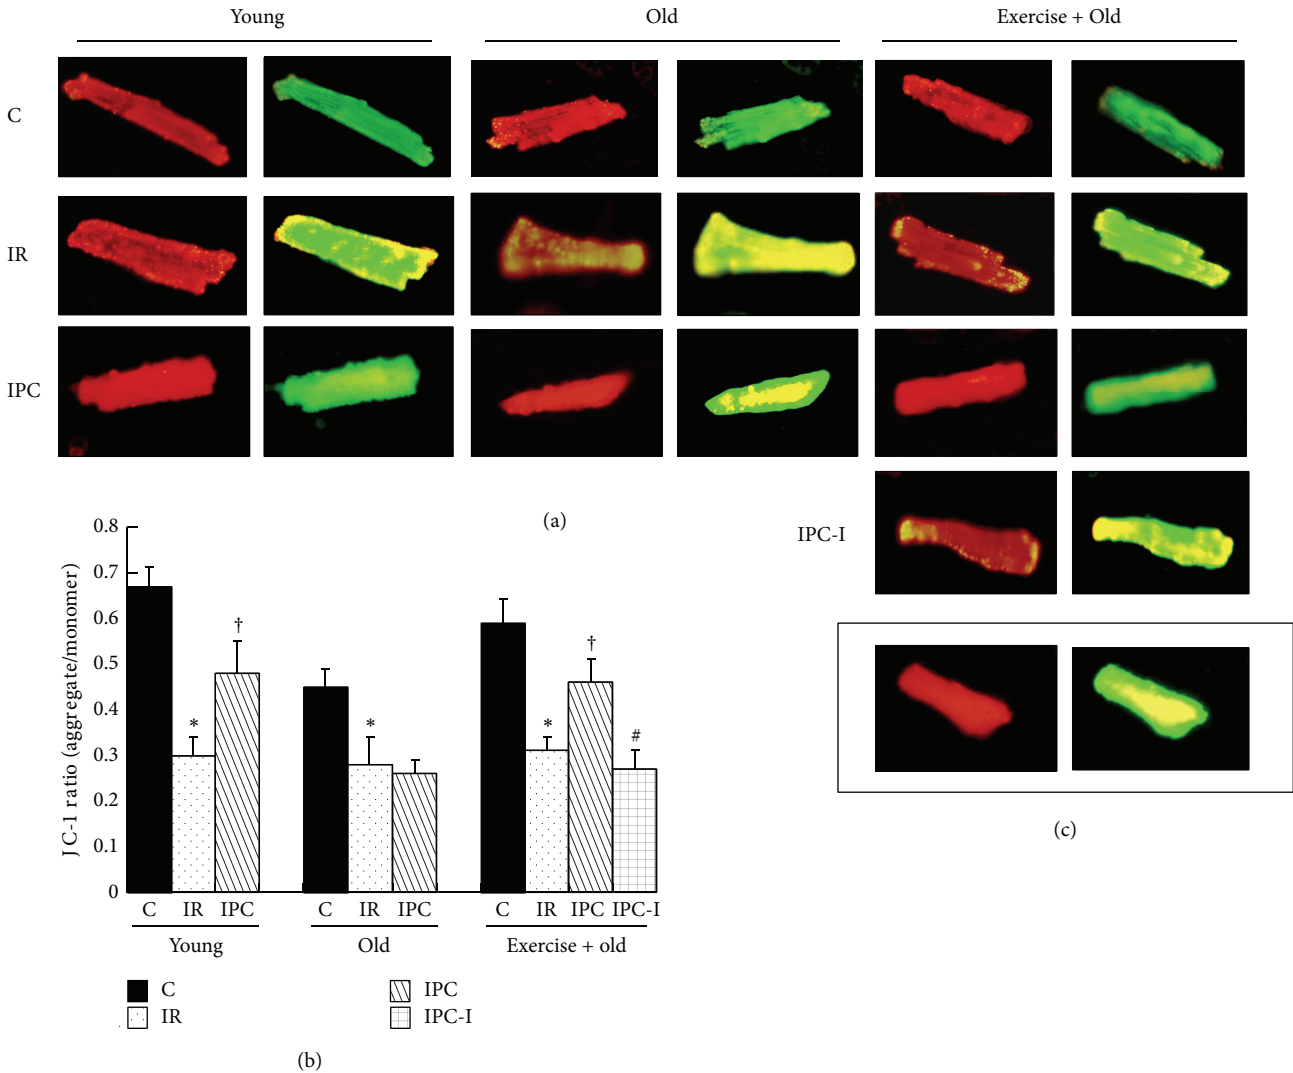 Young Old Exercise + Old
C
IR
IPC
IPC-I
(a)
JC-1 ratio (aggregate/monomer)
0.8
0.7
0.6
0.5
0.4
0.3
0.2
0.1
0
†
*
*
†
*
#
C IR IPC C IR IPC C IR IPC IPC-I
Young Old Exercise + old
C IPC
IR IPC-I
(b)
(c)